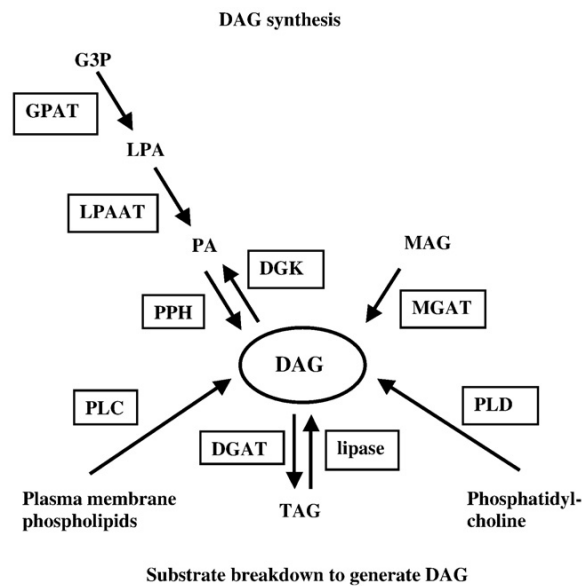 DAG synthesis
G3P
GPAT
LPA
LPAAT
PA
MAG
DGK
PPH
MGAT
DAG
PLC
PLD
DGAT
lipase
Plasma membrane
phospholipids
TAG
Phosphatidyl-
choline
Substrate breakdown to generate DAG